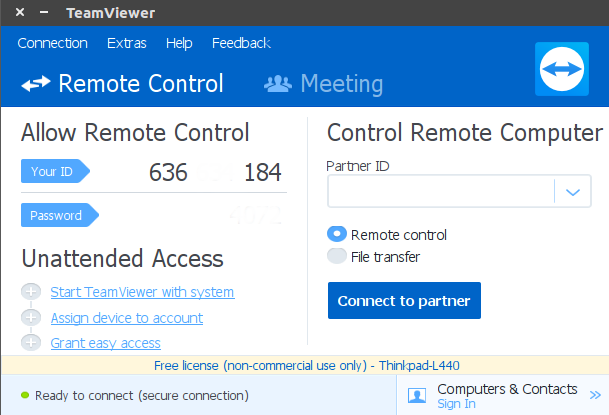 TeamViewer
Connection Extras Help Feedback
Remote Control Meeting
Allow Remote Control
Your ID 636 184
Password
Unattended Access
Start TeamViewer with system
Assign device to account
Grant easy access
Control Remote Computer
Partner ID
Remote control
File transfer
Connect to partner
Free license (non-commercial use only) - Thinkpad-L440
Ready to connect (secure connection)
Computers & Contacts
Sign In